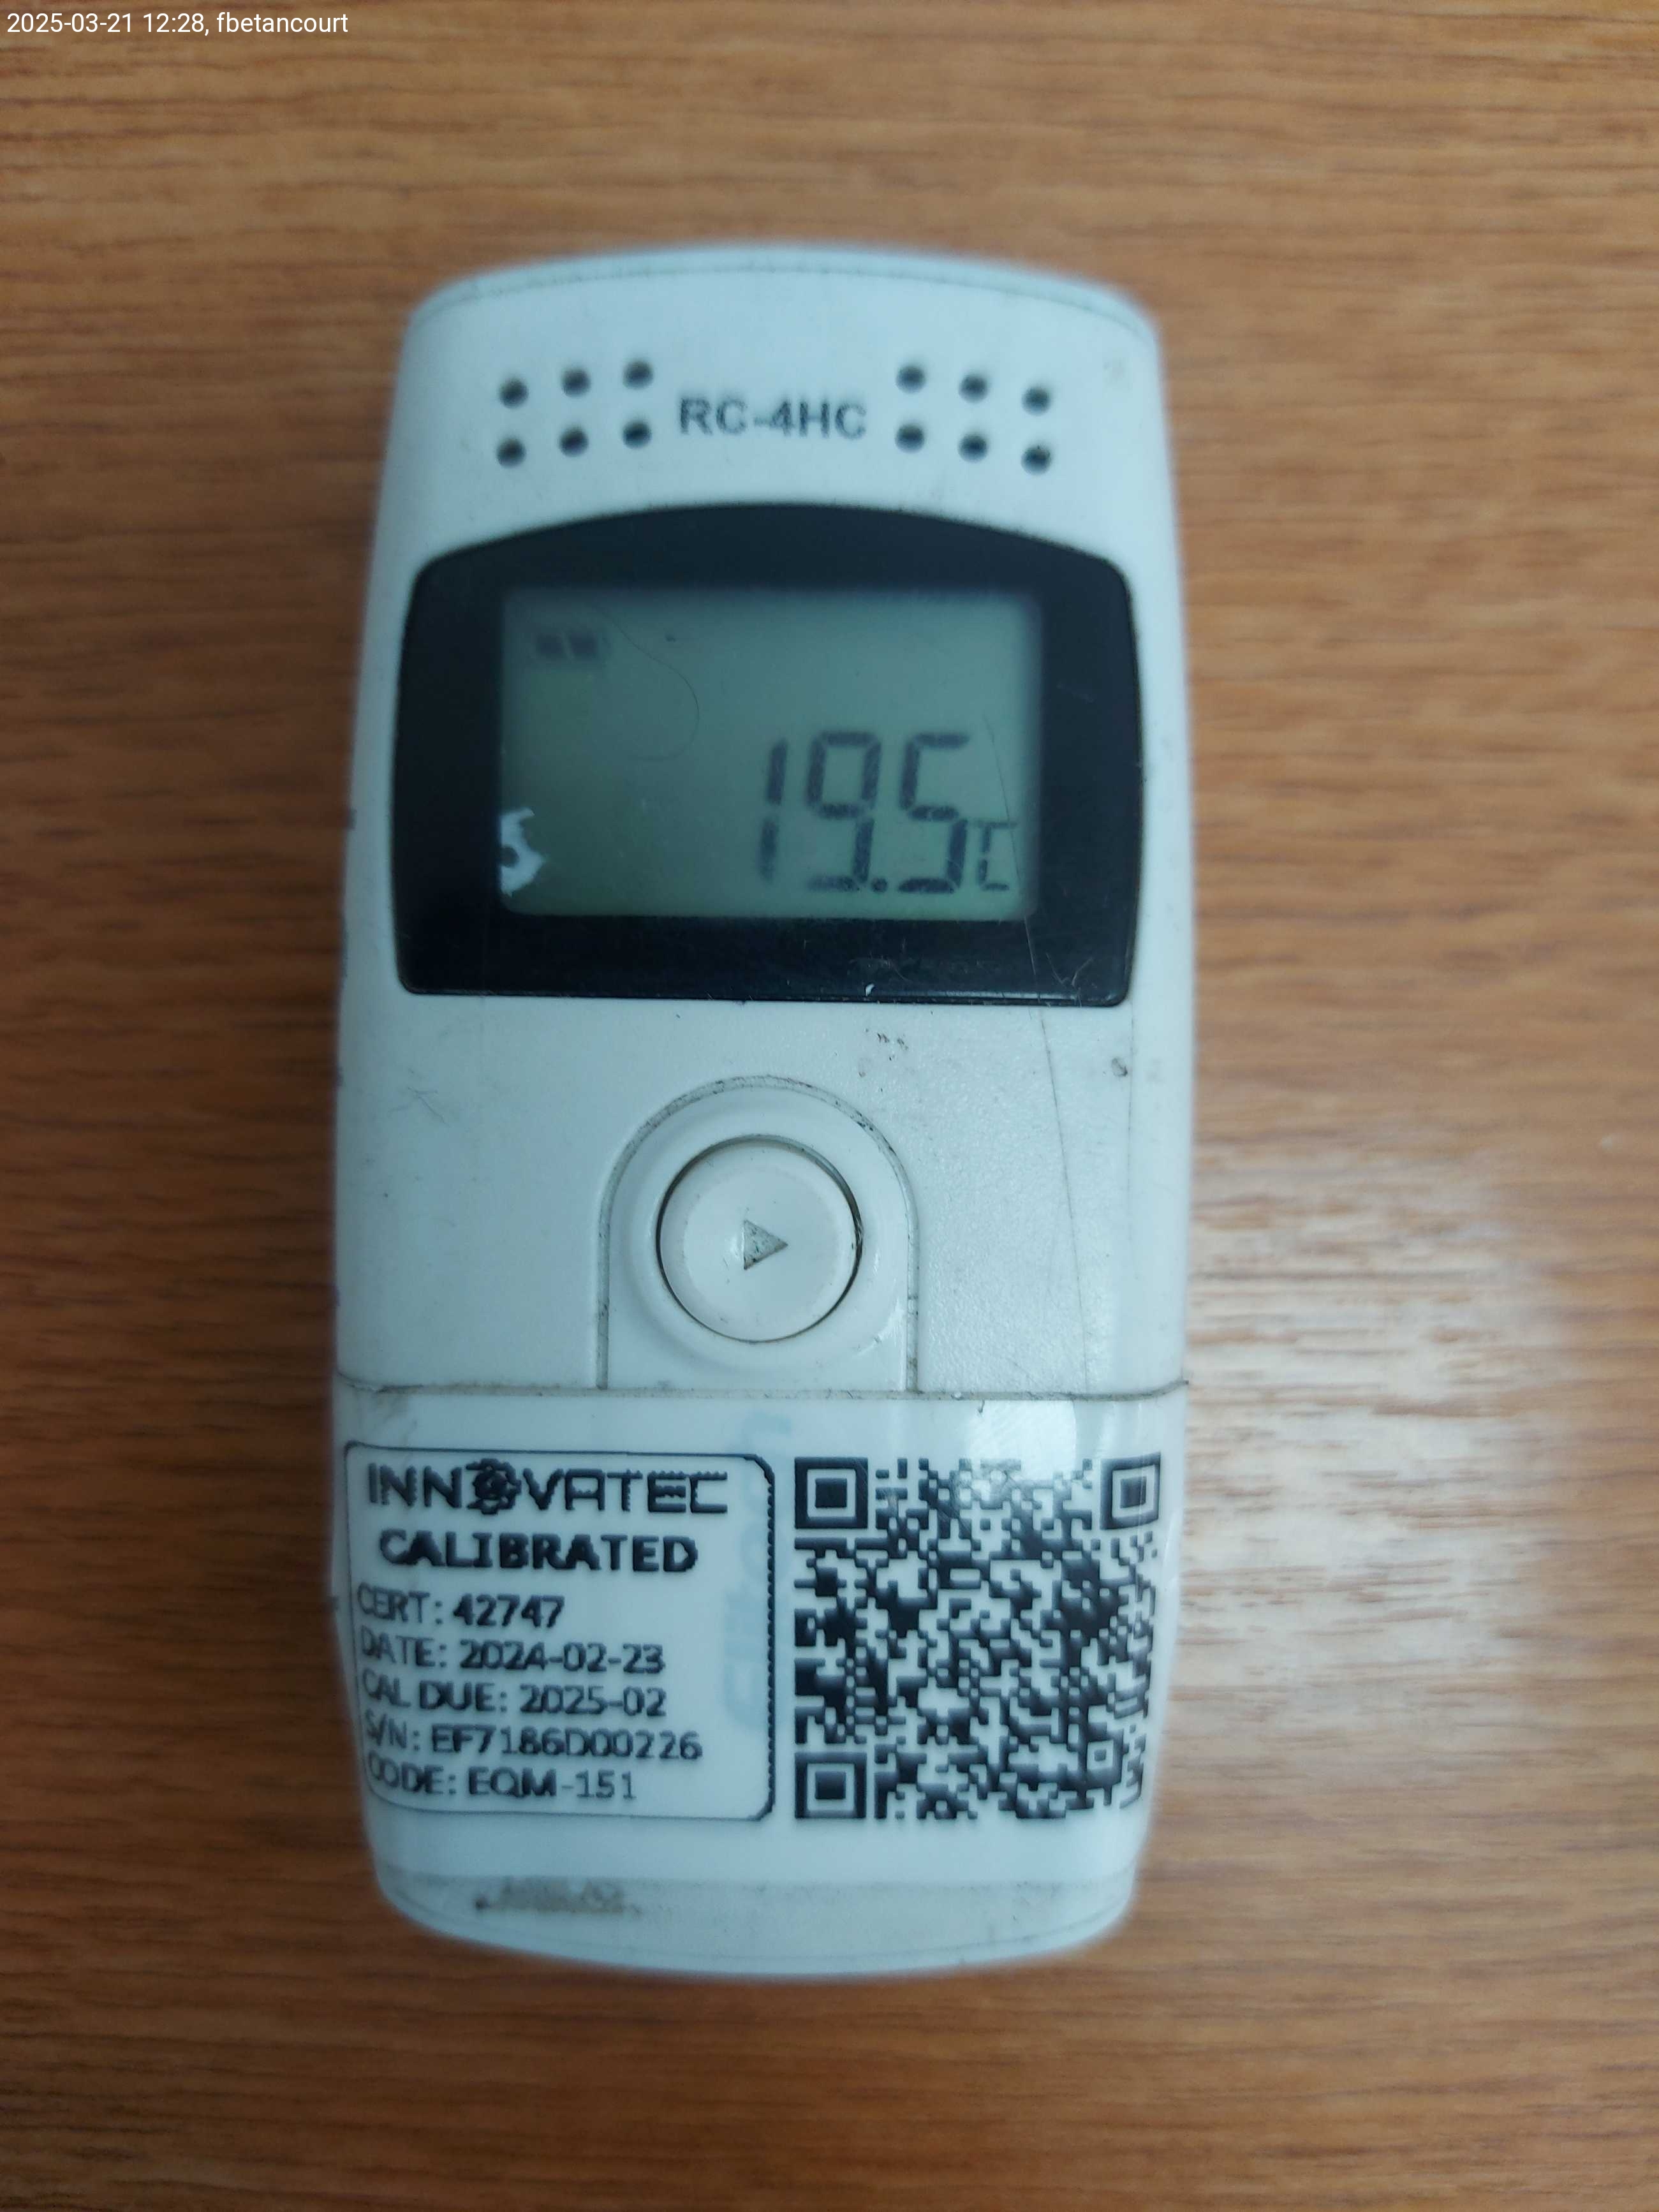 2025-03-21 12:28, fbetancourt
RC-4HC
19.5°C
INNOVATEC
CALIBRATED
CERT: 42747
DATE: 2024-02-23
CAL DUE: 2025-02
S/N: EF7186D00226
CODE: EQM-151
Elitech